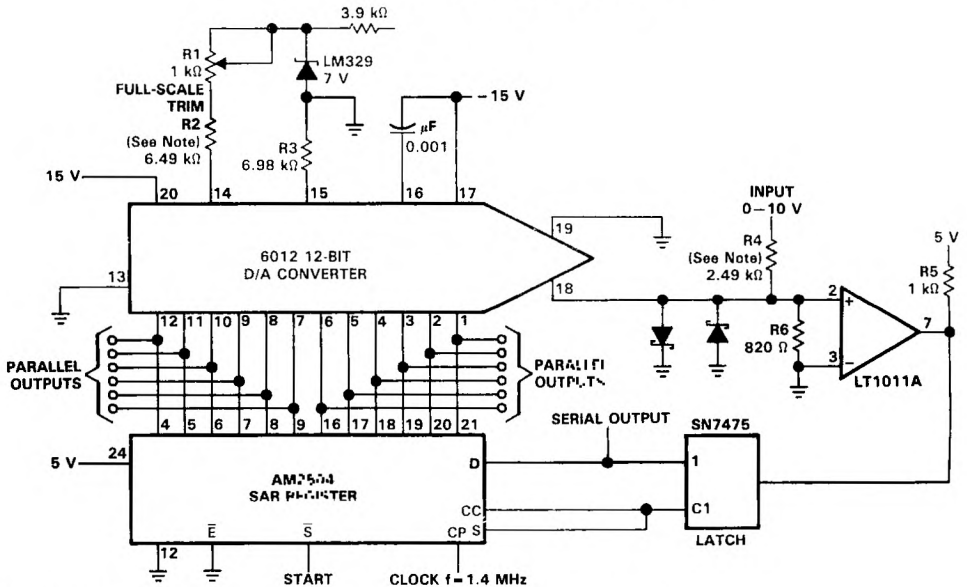 3.9 kΩ
R1
1 kΩ
LM329
7 V
FULL-SCALE
TRIM
R2
(See Note)
6.49 kΩ
R3
6.98 kΩ
μF
0.001
-15 V
15 V
20 14 15 16 17
INPUT
0-10 V
5 V
19
6012 12-BIT
D/A CONVERTER
R4
(See Note)
2.49 kΩ
R5
1 kΩ
13
18
2
+
7
R6
820 Ω
3
-
LT1011A
12 11 10 9 8 7 6 5 4 3 2 1
PARALLEL
OUTPUTS
PARALLEL
OUTPUTS
4 5 6 7 8 9 16 17 18 19 20 21
SERIAL OUTPUT
SN7475
24
5 V
D
1
AM2504
SAR REGISTER
CC
C1
S
12
E̅
S̅
CP
LATCH
START
CLOCK f = 1.4 MHz